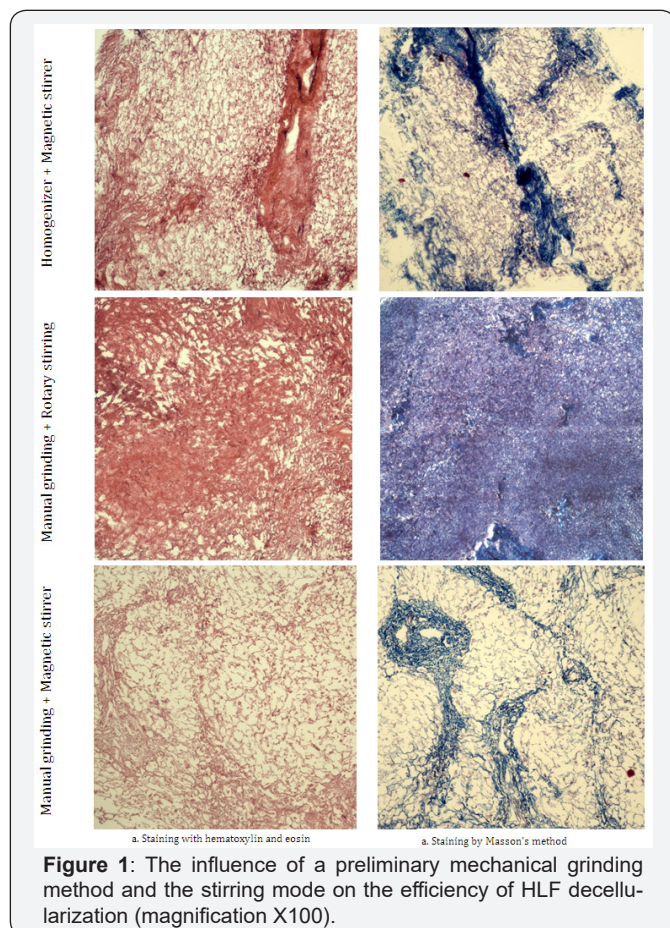 Homogenizer + Magnetic stirrer
Manual grinding + Rotary stirring
Manual grinding + Magnetic stirrer
a. Staining with hematoxylin and eosin
a. Staining by Masson's method
Figure 1: The influence of a preliminary mechanical grinding
method and the stirring mode on the efficiency of HLF decellu-
larization (magnification X100).